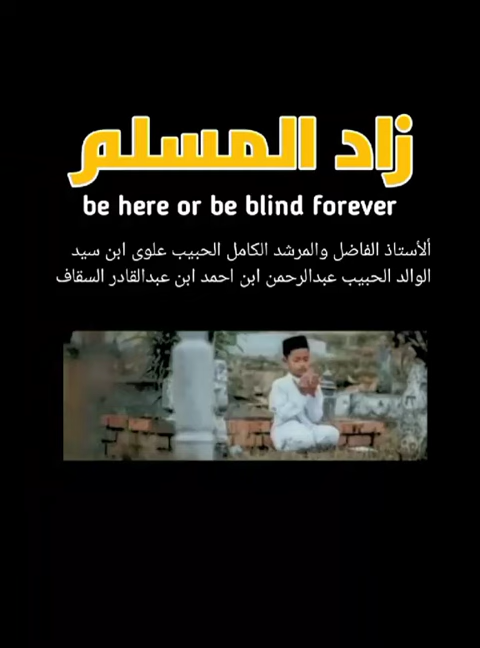 زاد المسلم
be here or be blind forever
ألأستاذ الفاضل والمرشد الكامل الحبيب علوى ابن سيد
الوالد الحبيب عبدالرحمن ابن احمد ابن عبدالقادر السقاف